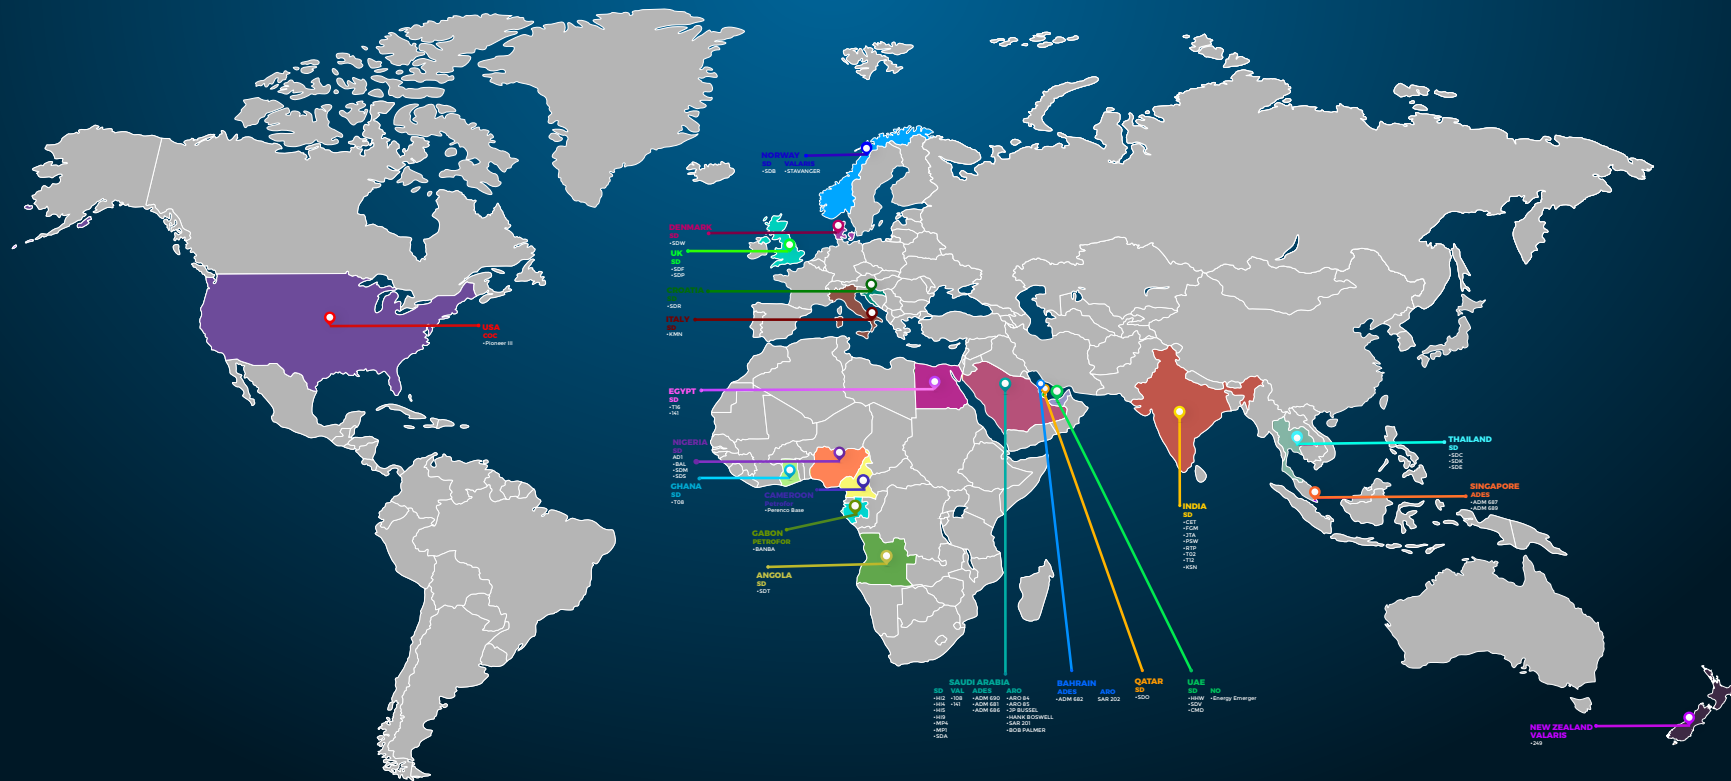 NORWAY
SD VALARIS
•SDB •STAVANGER
DENMARK
SD
•SDW
UK
SD
•SDF
•SDP
SD
•SDR
ITALY
SD
•KMN
USA
•Pioneer III
EGYPT
SD
•T16
•141
NIGERIA
SD
AD1
•BAL
•SDM
•SDS
GHANA
SD
•T08
CAMEROON
•Perenco Base
GABON
PETROFOR
•BANBA
ANGOLA
SD
•SDT
THAILAND
SD
•SDC
•SDK
•SDE
SINGAPORE
ADES
•ADM 687
•ADM 689
INDIA
SD
•CET
•FGM
•JTA
•PSW
•RTP
•T02
•T12
•KSN
SAUDI ARABIA
SD VAL ADES ARO
•HI2 •108 •ADM 690 •ARO 84
•HI4 •141 •ADM 681 •ARO 85
•HI5 •ADM 686 •JP BUSSEL
•HI9 •HANK BOSWELL
•MP4 •SAR 201
•MP1 •BOB PALMER
•SDA
BAHRAIN
ADES ARO
•ADM 682 SAR 202
QATAR
SD
•SDO
UAE
SD NO
•HHW •Energy Emerger
•SDV
•CMD
NEW ZEALAND
VALARIS
•249